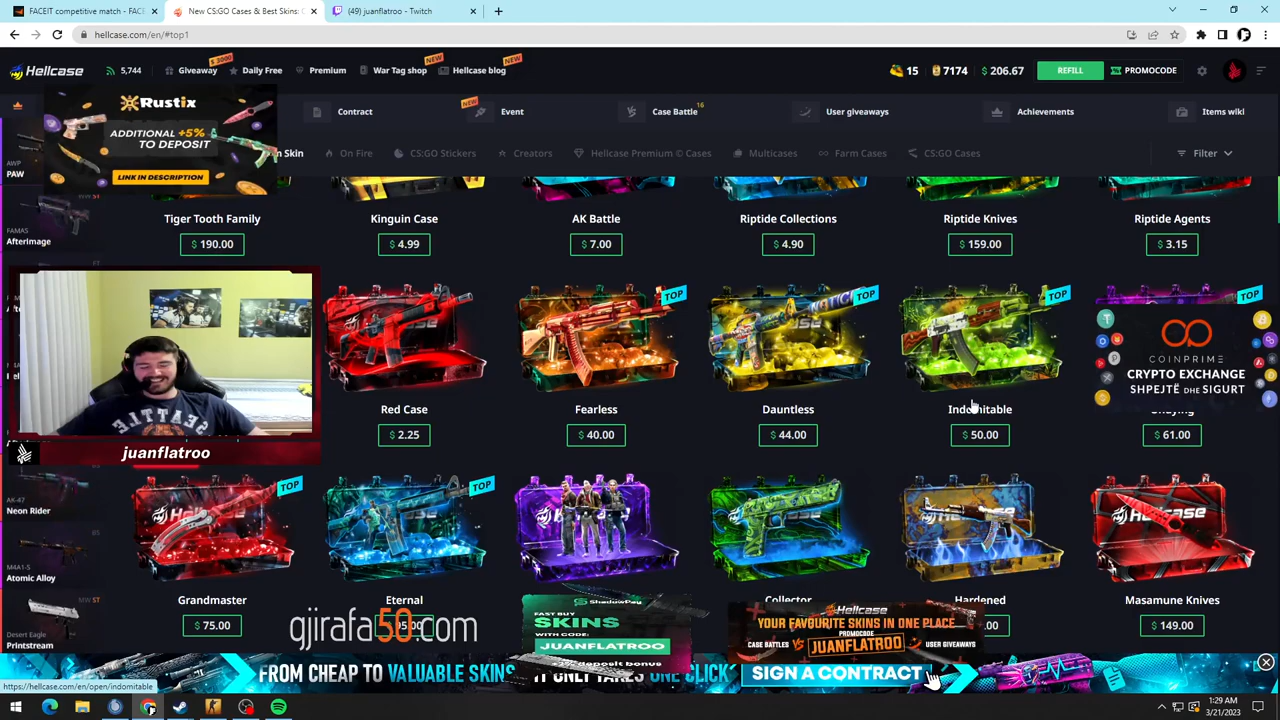 FACEIT competitive match - FACE
New CS:GO Cases & Best Skins: C
(49) juanflatroo - Twitch
hellcase.com/en/#top1
Hellcase
5,744
$ 3000
Giveaway
Daily Free
Premium
NEW
War Tag shop
NEW
Hellcase blog
15
7174
$ 206.67
REFILL
PROMOCODE
Rustix
ADDITIONAL +5%
TO DEPOSIT
LINK IN DESCRIPTION
Contract
NEW
Event
Case Battle 16
User giveaways
Achievements
Items wiki
n Skin
On Fire
CS:GO Stickers
Creators
Hellcase Premium © Cases
Multicases
Farm Cases
CS:GO Cases
Filter
AWP
PAW
MW ST
FAMAS
Afterimage
FT
Tiger Tooth Family
$ 190.00
Kinguin Case
$ 4.99
AK Battle
$ 7.00
Riptide Collections
$ 4.90
Riptide Knives
$ 159.00
Riptide Agents
$ 3.15
Red Case
$ 2.25
TOP
Fearless
$ 40.00
TOP
Dauntless
$ 44.00
TOP
Indomitable
$ 50.00
TOP
$ 61.00
COINPRIME
CRYPTO EXCHANGE
SHPEJTË DHE SIGURT
SEATTLE
juanflatroo
AK-47
Neon Rider
BS
M4A1-S
Atomic Alloy
MW ST
Desert Eagle
Printstream
TOP
Grandmaster
$ 75.00
TOP
Eternal
Collector
Hardened
Masamune Knives
$ 149.00
gjirafa50.com
ShadowPay
FAST BUY
SKINS
WITH CODE:
JUANFLATROO
deposit bonus
Hellcase
YOUR FAVOURITE SKINS IN ONE PLACE
PROMOCODE
CASE BATTLES
JUANFLATROO
USER GIVEAWAYS
FROM CHEAP TO VALUABLE SKINS
IT ONLY TAKES ONE CLICK
SIGN A CONTRACT
https://hellcase.com/en/open/indomitable
1:29 AM
3/21/2023